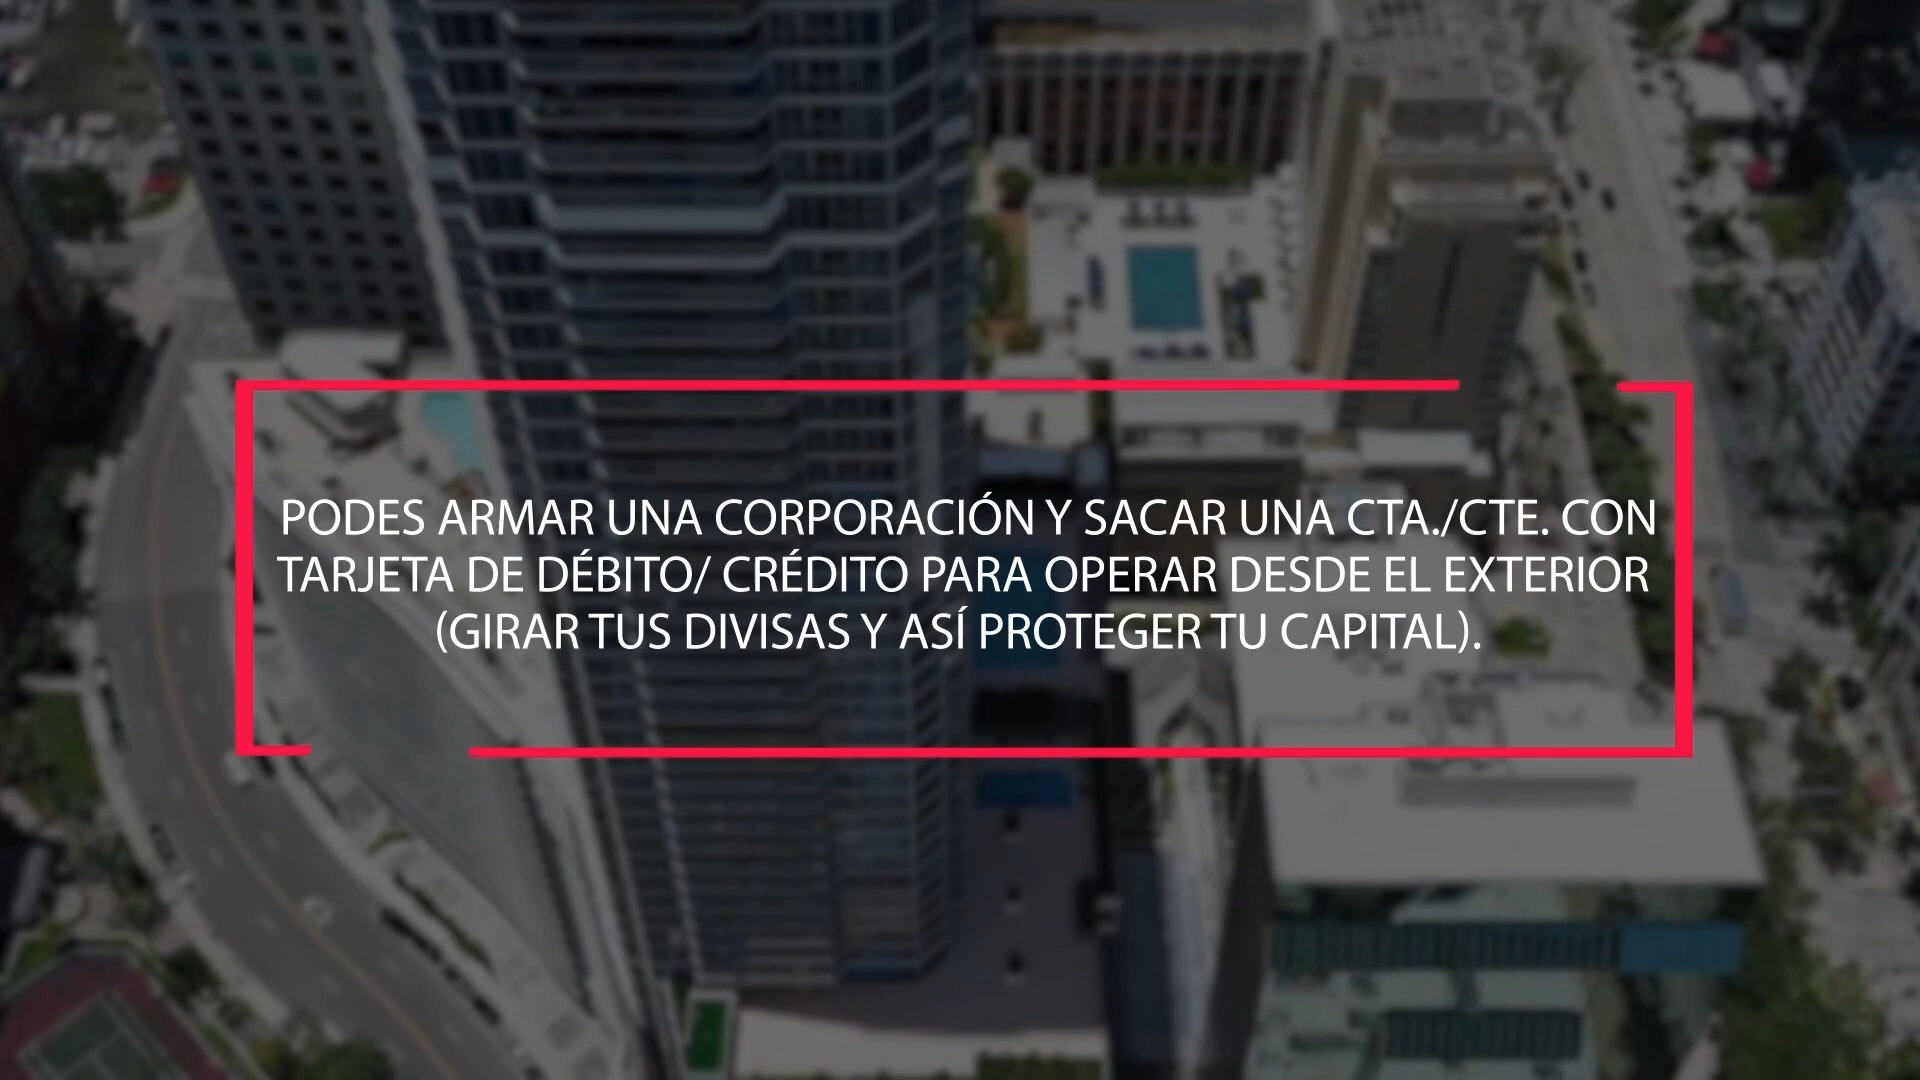 PODES ARMAR UNA CORPORACIÓN Y SACAR UNA CTA./CTE. CON
TARJETA DE DÉBITO/ CRÉDITO PARA OPERAR DESDE EL EXTERIOR
(GIRAR TUS DIVISAS Y ASÍ PROTEGER TU CAPITAL).